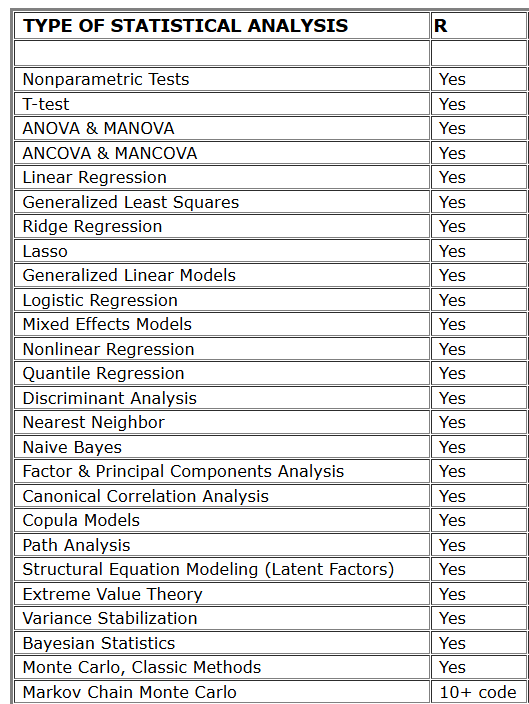 TYPE OF STATISTICAL ANALYSIS R
Nonparametric Tests Yes
T-test Yes
ANOVA & MANOVA Yes
ANCOVA & MANCOVA Yes
Linear Regression Yes
Generalized Least Squares Yes
Ridge Regression Yes
Lasso Yes
Generalized Linear Models Yes
Logistic Regression Yes
Mixed Effects Models Yes
Nonlinear Regression Yes
Quantile Regression Yes
Discriminant Analysis Yes
Nearest Neighbor Yes
Naive Bayes Yes
Factor & Principal Components Analysis Yes
Canonical Correlation Analysis Yes
Copula Models Yes
Path Analysis Yes
Structural Equation Modeling (Latent Factors) Yes
Extreme Value Theory Yes
Variance Stabilization Yes
Bayesian Statistics Yes
Monte Carlo, Classic Methods Yes
Markov Chain Monte Carlo 10+ code